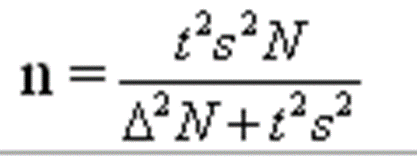 n = t²s²N / Δ²N + t²s²